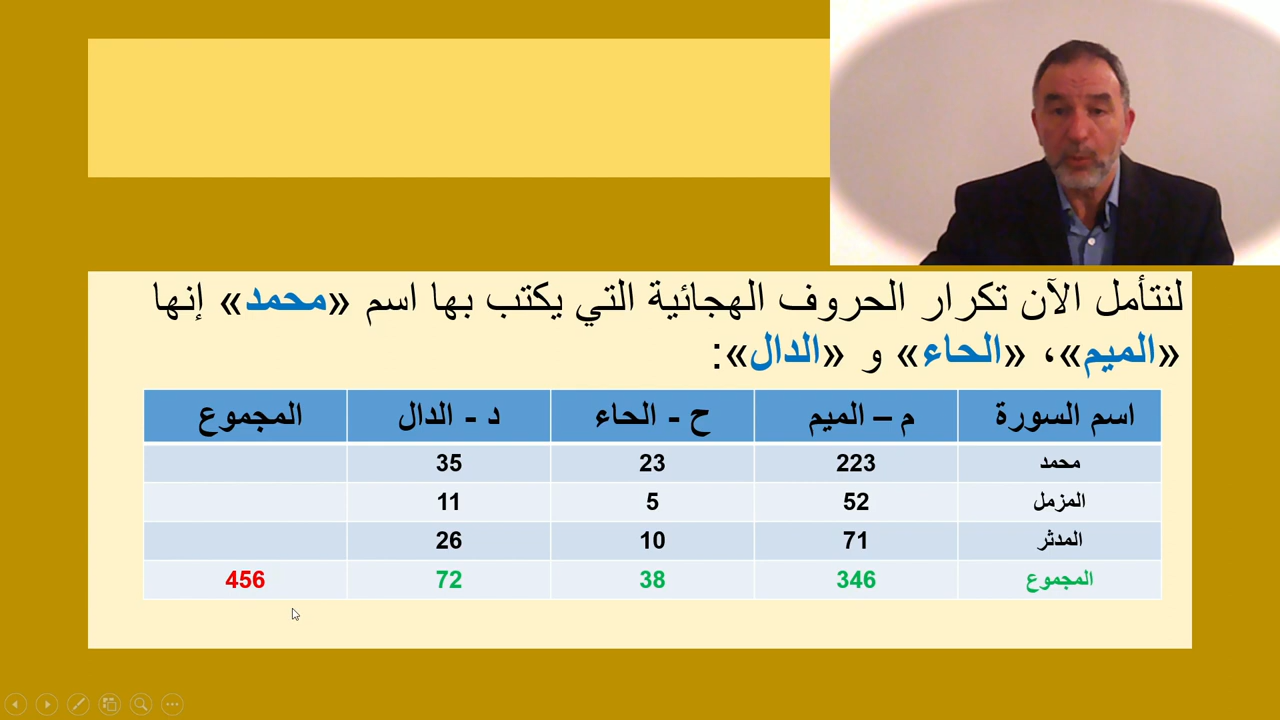 لنتأمل الآن تكرار الحروف الهجائية التي يكتب بها اسم «محمد» إنها
«الميم»، «الحاء» و «الدال»:
اسم السورة م – الميم ح - الحاء د - الدال المجموع
محمد 223 23 35
المزمل 52 5 11
المدثر 71 10 26
المجموع 346 38 72 456